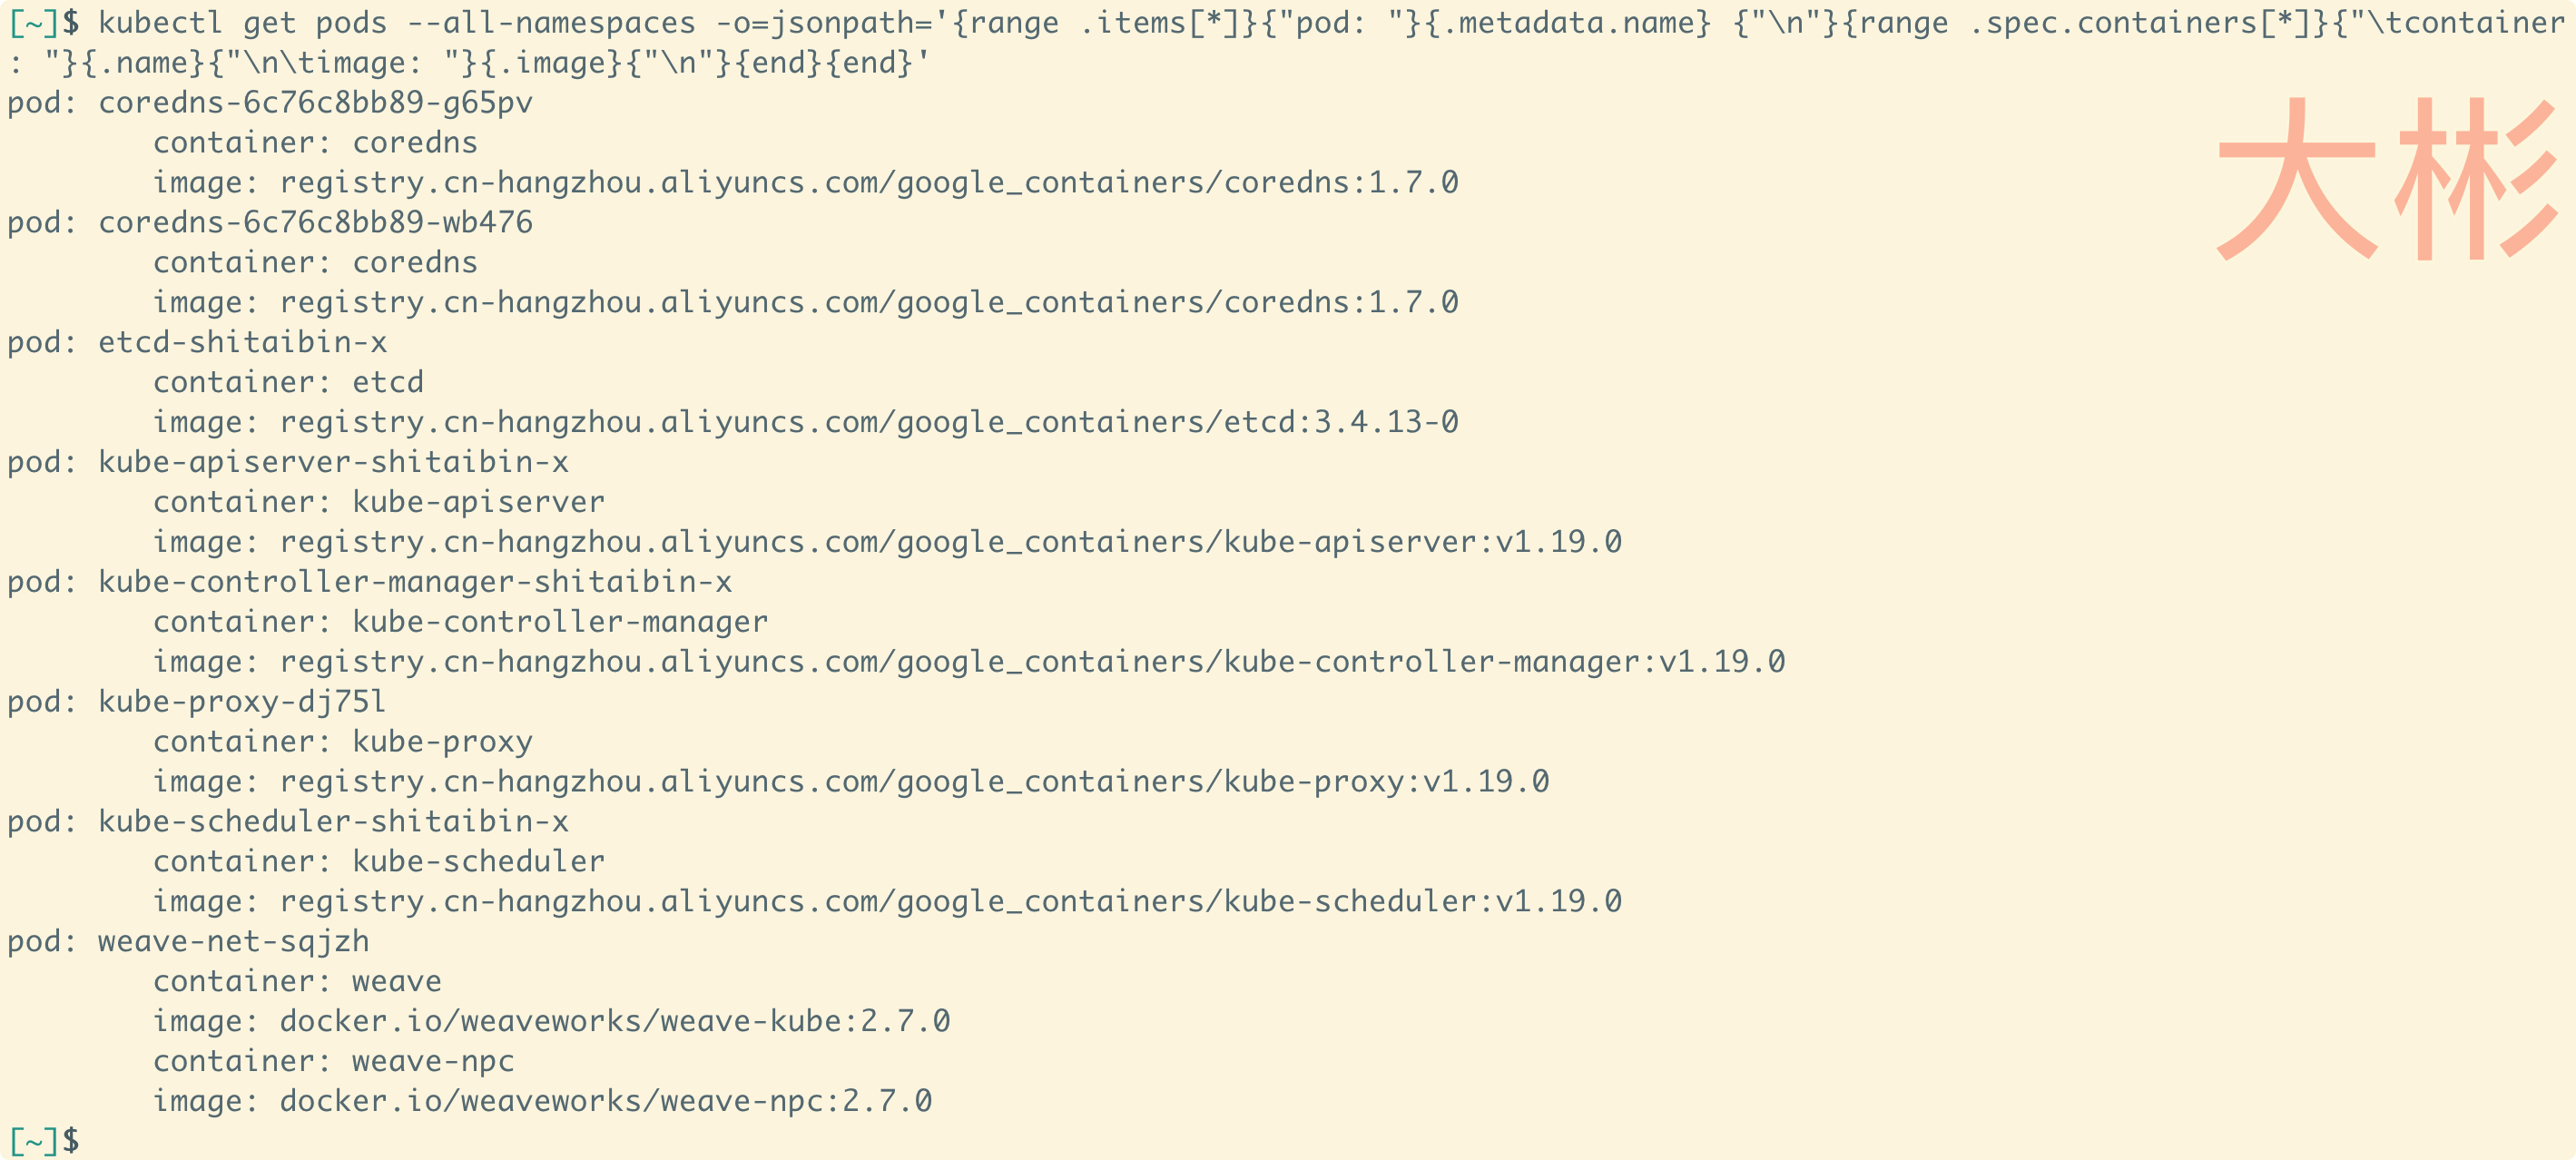 [~]$ kubectl get pods --all-namespaces -o=jsonpath='{range .items[*]}{"pod: "}{.metadata.name} {"\n"}{range .spec.containers[*]}{"\tcontainer
: "}{.name}{"\n\timage: "}{.image}{"\n"}{end}{end}'
pod: coredns-6c76c8bb89-g65pv
container: coredns
image: registry.cn-hangzhou.aliyuncs.com/google_containers/coredns:1.7.0
pod: coredns-6c76c8bb89-wb476
container: coredns
image: registry.cn-hangzhou.aliyuncs.com/google_containers/coredns:1.7.0
pod: etcd-shitaibin-x
container: etcd
image: registry.cn-hangzhou.aliyuncs.com/google_containers/etcd:3.4.13-0
pod: kube-apiserver-shitaibin-x
container: kube-apiserver
image: registry.cn-hangzhou.aliyuncs.com/google_containers/kube-apiserver:v1.19.0
pod: kube-controller-manager-shitaibin-x
container: kube-controller-manager
image: registry.cn-hangzhou.aliyuncs.com/google_containers/kube-controller-manager:v1.19.0
pod: kube-proxy-dj75l
container: kube-proxy
image: registry.cn-hangzhou.aliyuncs.com/google_containers/kube-proxy:v1.19.0
pod: kube-scheduler-shitaibin-x
container: kube-scheduler
image: registry.cn-hangzhou.aliyuncs.com/google_containers/kube-scheduler:v1.19.0
pod: weave-net-sqjzh
container: weave
image: docker.io/weaveworks/weave-kube:2.7.0
container: weave-npc
image: docker.io/weaveworks/weave-npc:2.7.0
[~]$
大彬